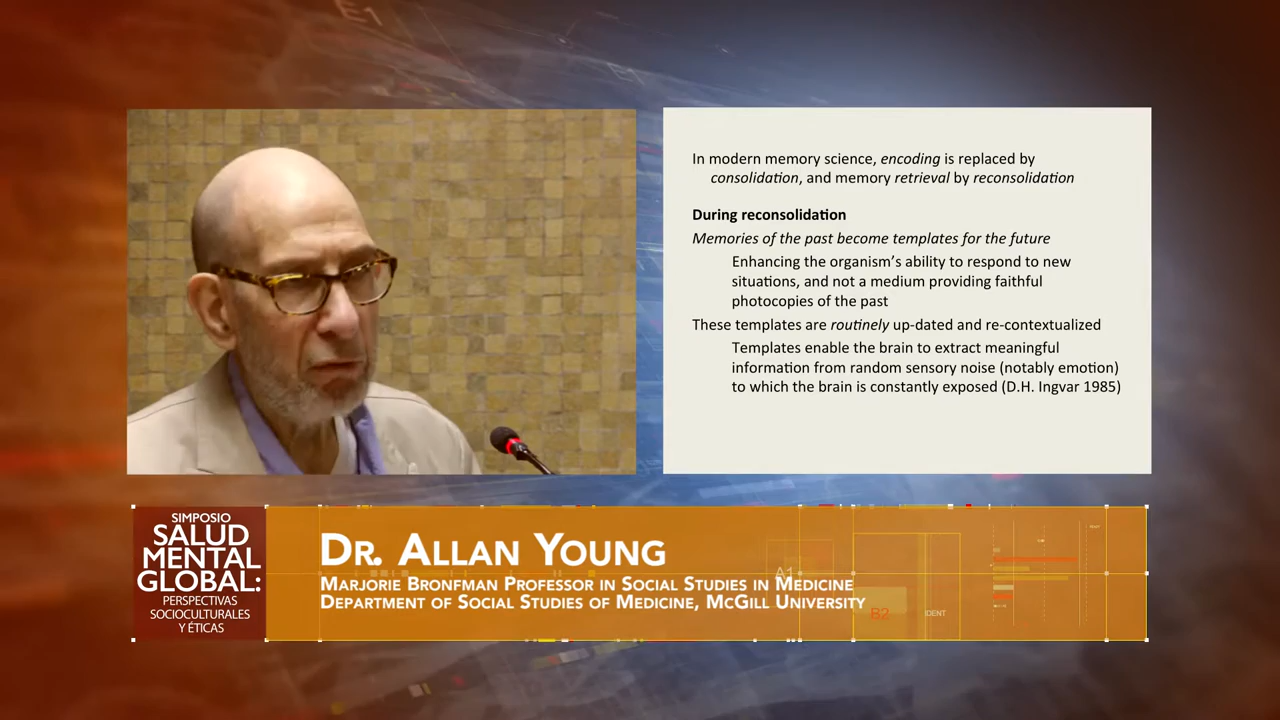 E1
In modern memory science, encoding is replaced by
consolidation, and memory retrieval by reconsolidation
During reconsolidation
Memories of the past become templates for the future
Enhancing the organism's ability to respond to new
situations, and not a medium providing faithful
photocopies of the past
These templates are routinely up-dated and re-contextualized
Templates enable the brain to extract meaningful
information from random sensory noise (notably emotion)
to which the brain is constantly exposed (D.H. Ingvar 1985)
SIMPOSIO
SALUD
MENTAL
GLOBAL:
PERSPECTIVAS
SOCIOCULTURALES
Y ÉTICAS
DR. ALLAN YOUNG
MARJORIE BRONFMAN PROFESSOR IN SOCIAL STUDIES IN MEDICINE
DEPARTMENT OF SOCIAL STUDIES OF MEDICINE, MCGILL UNIVERSITY
A1
B2
IDENT